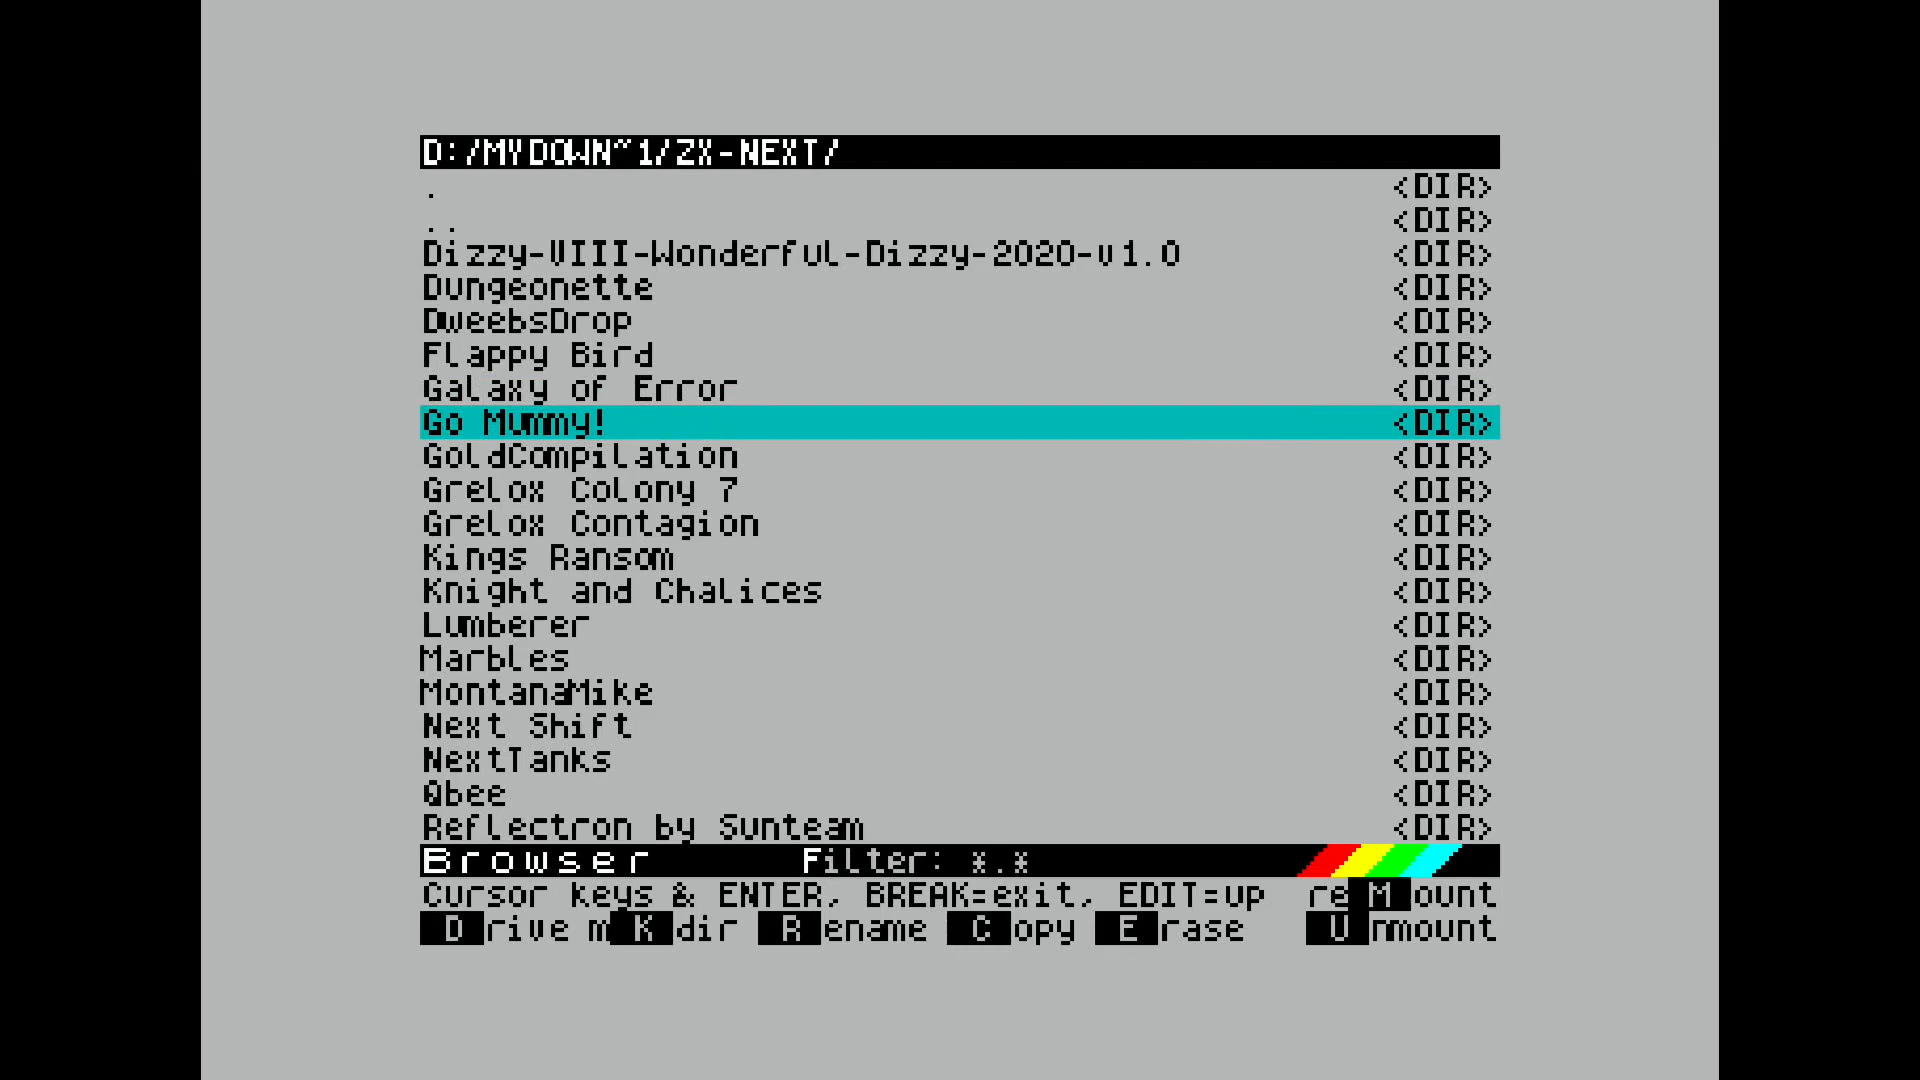 D:/MYDOWN~1/ZX-NEXT/
. <DIR>
.. <DIR>
Dizzy-VIII-Wonderful-Dizzy-2020-v1.0 <DIR>
Dungeonette <DIR>
DweebsDrop <DIR>
Flappy Bird <DIR>
Galaxy of Error <DIR>
Go Mummy! <DIR>
GoldCompilation <DIR>
Grelox Colony 7 <DIR>
Grelox Contagion <DIR>
Kings Ransom <DIR>
Knight and Chalices <DIR>
Lumberer <DIR>
Marbles <DIR>
MontanaMike <DIR>
Next Shift <DIR>
NextTanks <DIR>
Qbee <DIR>
Reflectron by Sunteam <DIR>
Browser Filter: *.*
Cursor keys & ENTER, BREAK=exit, EDIT=up reMount
Drive mKdir Rename Copy Erase Unmount